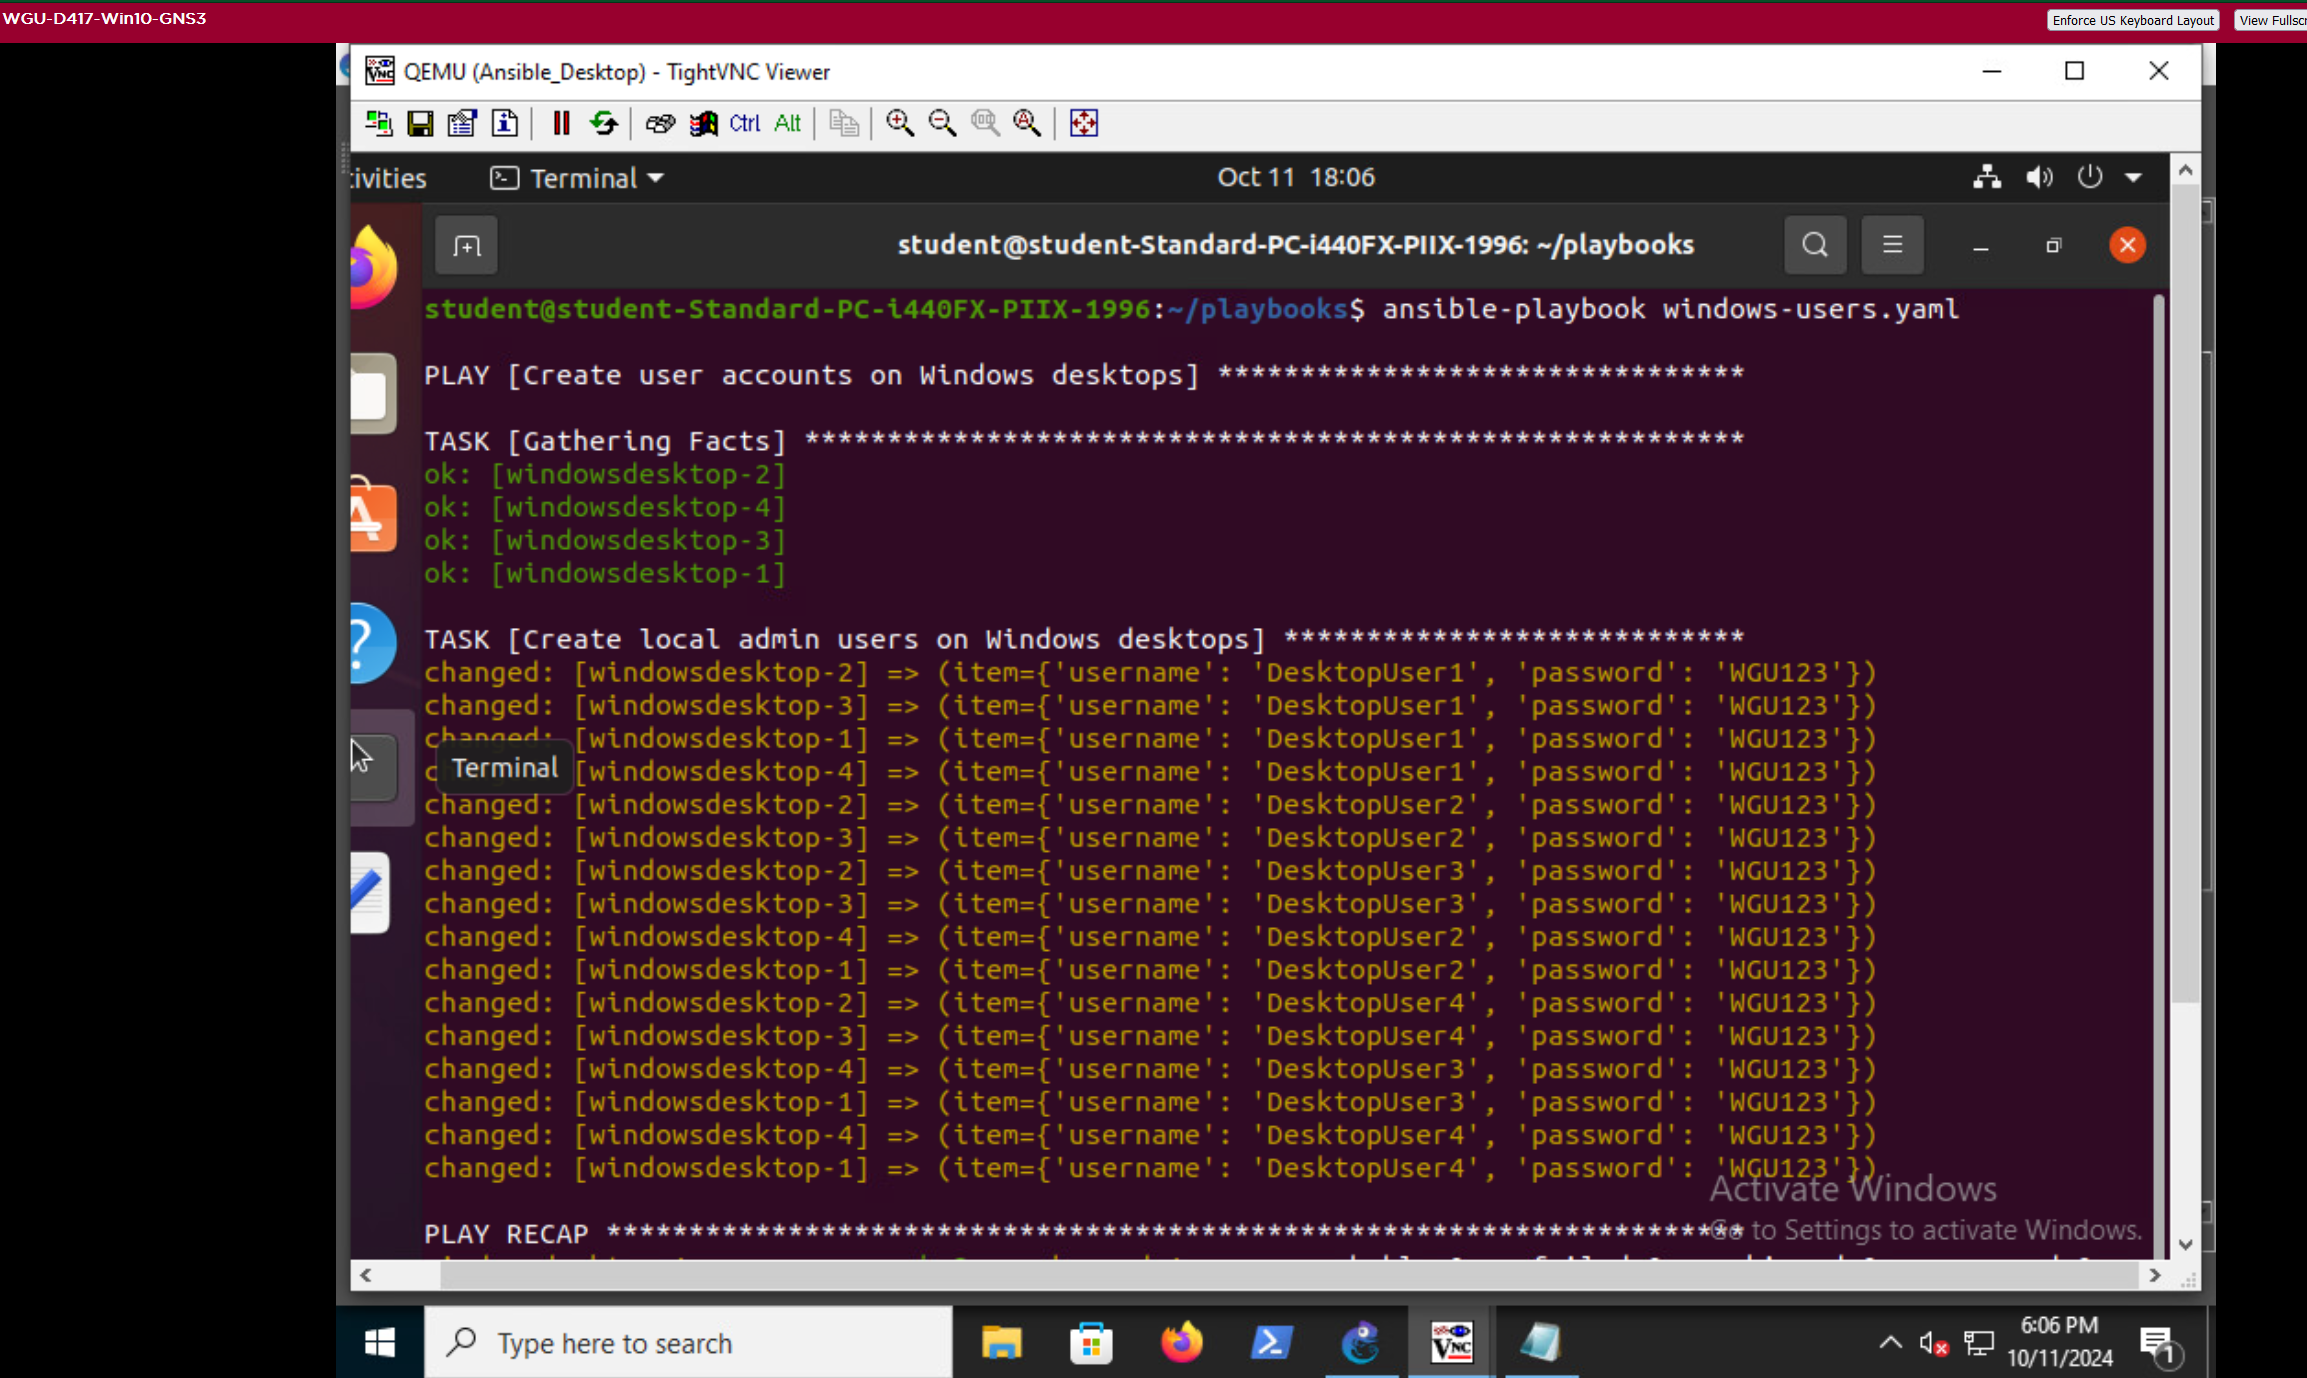 WGU-D417-Win10-GNS3
Enforce US Keyboard Layout
View Fullscr
QEMU (Ansible_Desktop) - TightVNC Viewer
Ctrl Alt
tivities
Terminal
Oct 11 18:06
student@student-Standard-PC-i440FX-PIIX-1996: ~/playbooks
student@student-Standard-PC-i440FX-PIIX-1996:~/playbooks$ ansible-playbook windows-users.yaml
PLAY [Create user accounts on Windows desktops] ********************************
TASK [Gathering Facts] *********************************************************
ok: [windowsdesktop-2]
ok: [windowsdesktop-4]
ok: [windowsdesktop-3]
ok: [windowsdesktop-1]
TASK [Create local admin users on Windows desktops] ****************************
changed: [windowsdesktop-2] => (item={'username': 'DesktopUser1', 'password': 'WGU123'})
changed: [windowsdesktop-3] => (item={'username': 'DesktopUser1', 'password': 'WGU123'})
changed: [windowsdesktop-1] => (item={'username': 'DesktopUser1', 'password': 'WGU123'})
c [windowsdesktop-4] => (item={'username': 'DesktopUser1', 'password': 'WGU123'})
Terminal
changed: [windowsdesktop-2] => (item={'username': 'DesktopUser2', 'password': 'WGU123'})
changed: [windowsdesktop-3] => (item={'username': 'DesktopUser2', 'password': 'WGU123'})
changed: [windowsdesktop-2] => (item={'username': 'DesktopUser3', 'password': 'WGU123'})
changed: [windowsdesktop-3] => (item={'username': 'DesktopUser3', 'password': 'WGU123'})
changed: [windowsdesktop-4] => (item={'username': 'DesktopUser2', 'password': 'WGU123'})
changed: [windowsdesktop-1] => (item={'username': 'DesktopUser2', 'password': 'WGU123'})
changed: [windowsdesktop-2] => (item={'username': 'DesktopUser4', 'password': 'WGU123'})
changed: [windowsdesktop-3] => (item={'username': 'DesktopUser4', 'password': 'WGU123'})
changed: [windowsdesktop-4] => (item={'username': 'DesktopUser3', 'password': 'WGU123'})
changed: [windowsdesktop-1] => (item={'username': 'DesktopUser3', 'password': 'WGU123'})
changed: [windowsdesktop-4] => (item={'username': 'DesktopUser4', 'password': 'WGU123'})
changed: [windowsdesktop-1] => (item={'username': 'DesktopUser4', 'password': 'WGU123'})
Activate Windows
PLAY RECAP *********************************************************************
Go to Settings to activate Windows.
Type here to search
VNC
6:06 PM
10/11/2024
1